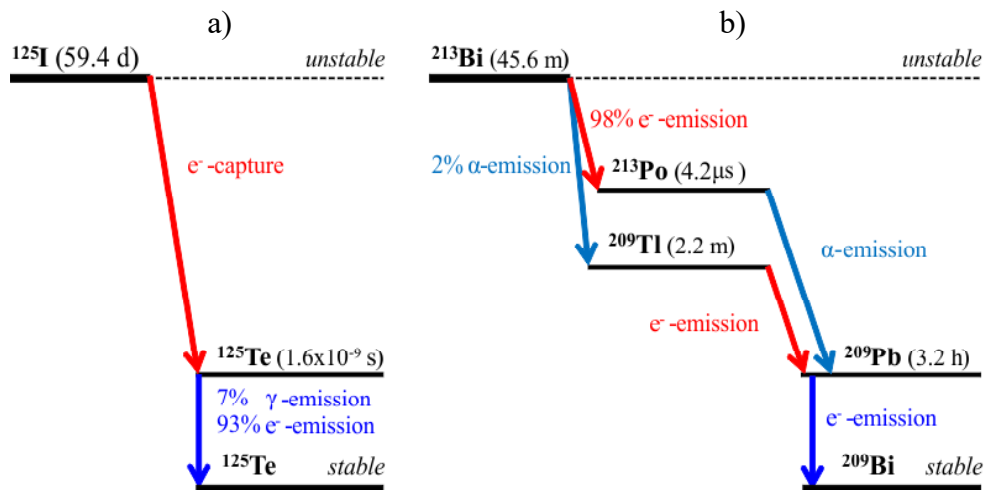 a)
¹²⁵I (59.4 d)
unstable
e⁻-capture
¹²⁵Te (1.6x10⁻⁹ s)
7% γ-emission
93% e⁻-emission
¹²⁵Te
stable
b)
²¹³Bi (45.6 m)
unstable
98% e⁻-emission
2% α-emission
²¹³Po (4.2μs )
²⁰⁹Tl (2.2 m)
α-emission
e⁻-emission
²⁰⁹Pb (3.2 h)
e⁻-emission
²⁰⁹Bi
stable